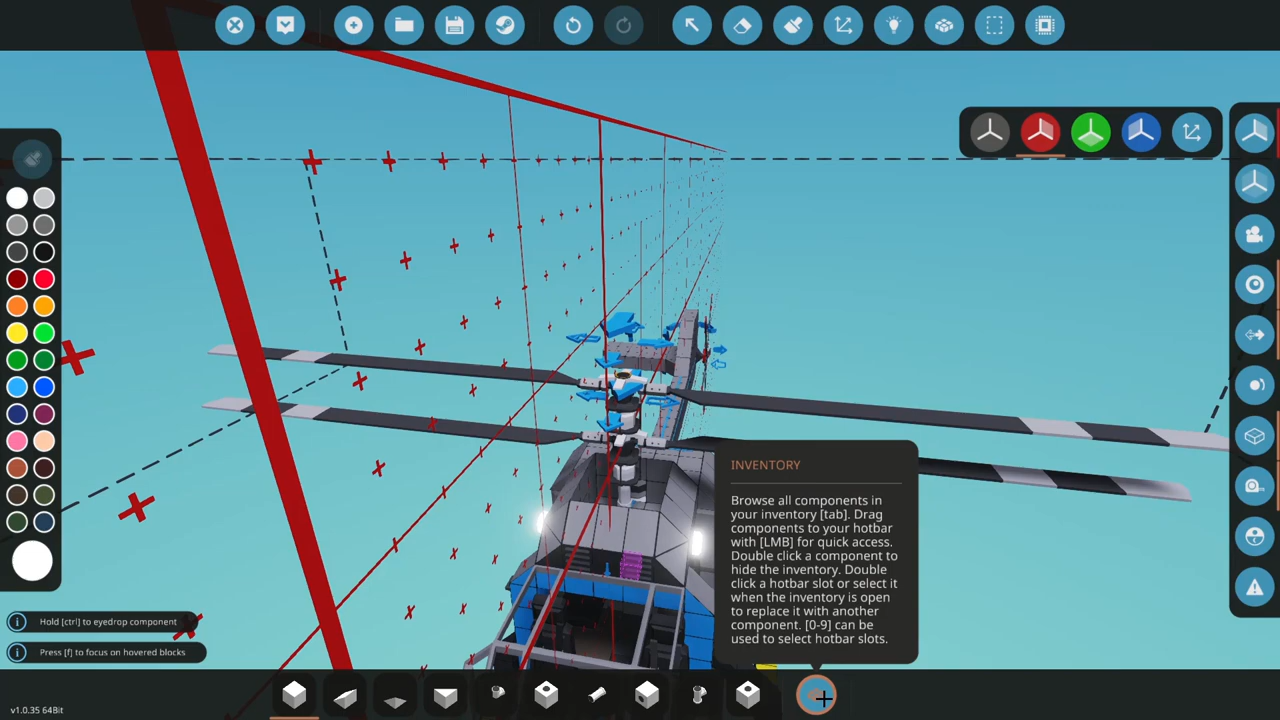 INVENTORY
Browse all components in
your inventory [tab]. Drag
components to your hotbar
with [LMB] for quick access.
Double click a component to
hide the inventory. Double
click a hotbar slot or select it
when the inventory is open
to replace it with another
component. [0-9] can be
used to select hotbar slots.
Hold [ctrl] to eyedrop component
Press [f] to focus on hovered blocks
v1.0.35 64Bit